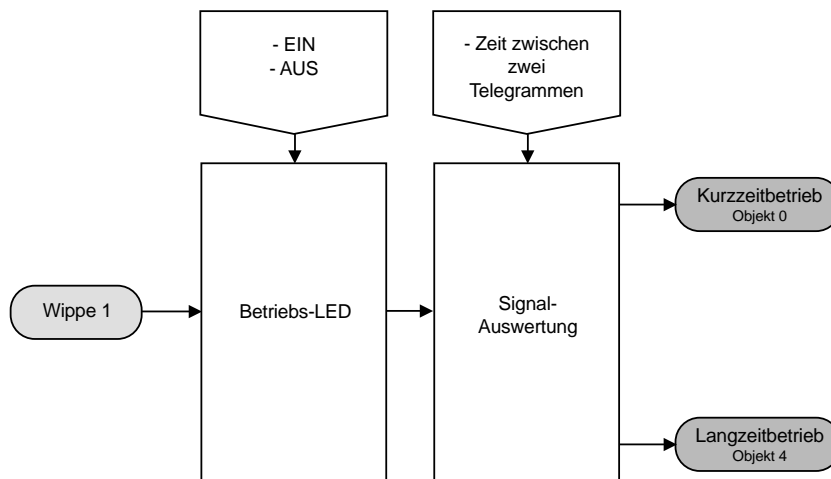 - EIN
- AUS
- Zeit zwischen
zwei
Telegrammen
Kurzzeitbetrieb
Objekt 0
Wippe 1
Betriebs-LED
Signal-
Auswertung
Langzeitbetrieb
Objekt 4